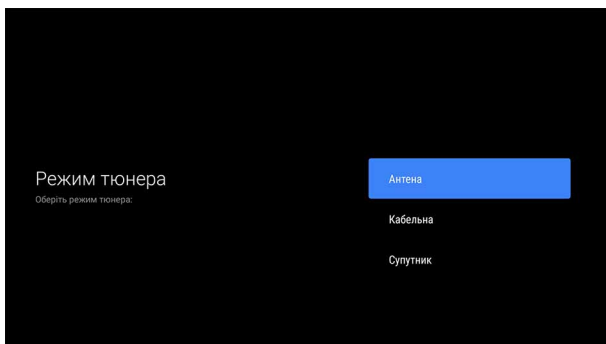 Режим тюнера
Оберіть режим тюнера:
Антена
Кабельна
Супутник